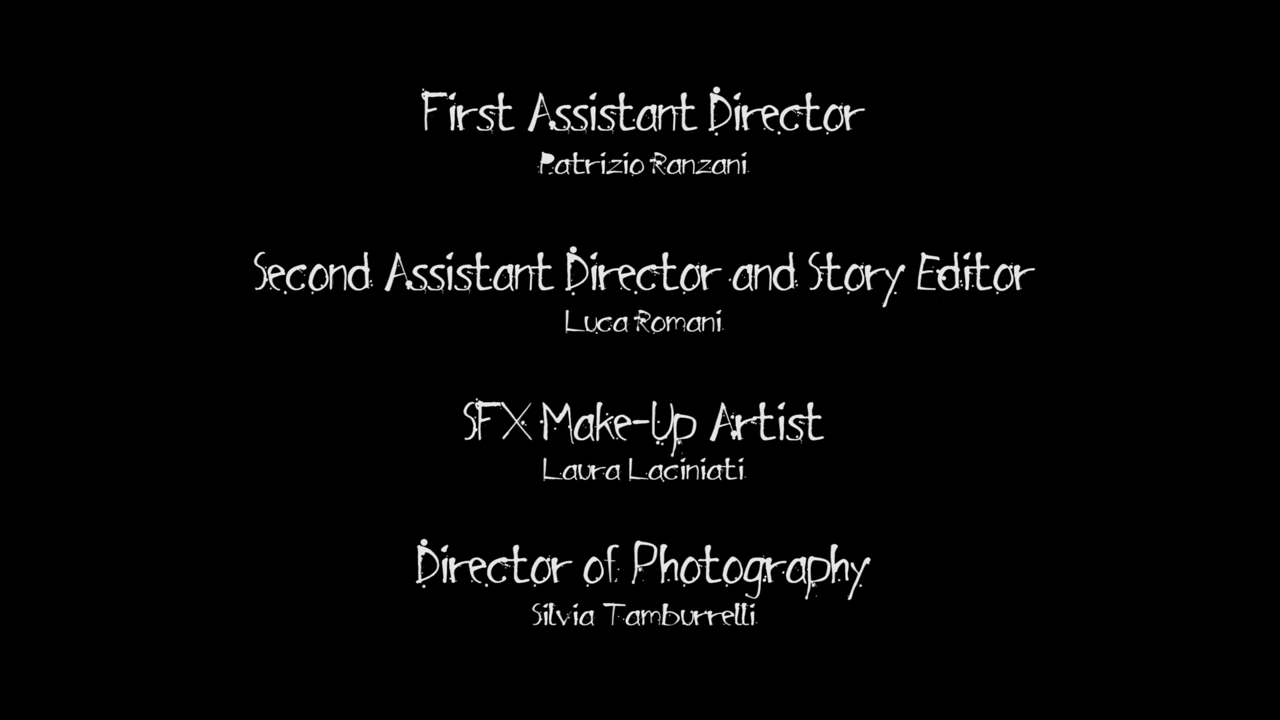 First Assistant Director
Patrizio Ranzani
Second Assistant Director and Story Editor
Luca Romani
SFX Make-Up Artist
Laura Laciniati
Director of Photography
Silvia Tamburrelli